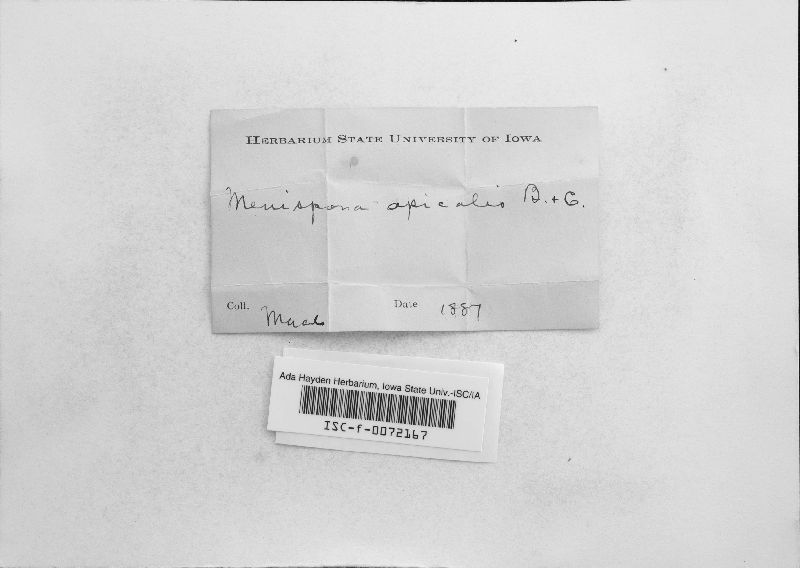 Herbarium State University of Iowa
Menispora apicalis B. + C.
Coll. Macb
Date 1887
Ada Hayden Herbarium, Iowa State Univ.-ISC/IA
ISC-f-0072167